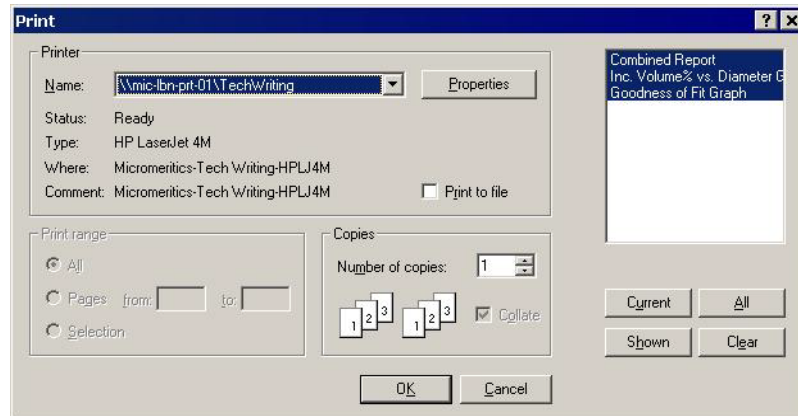 Print
Printer
Name: \\mic-lbn-prt-01\TechWriting Properties
Status: Ready
Type: HP LaserJet 4M
Where: Micromeritics-Tech Writing-HPLJ4M
Comment: Micromeritics-Tech Writing-HPLJ4M Print to file
Print range
All
Pages from: to:
Selection
Copies
Number of copies: 1
1 2 3 1 2 3 Collate
OK Cancel
Combined Report
Inc. Volume% vs. Diameter G
Goodness of Fit Graph
Current All
Shown Clear